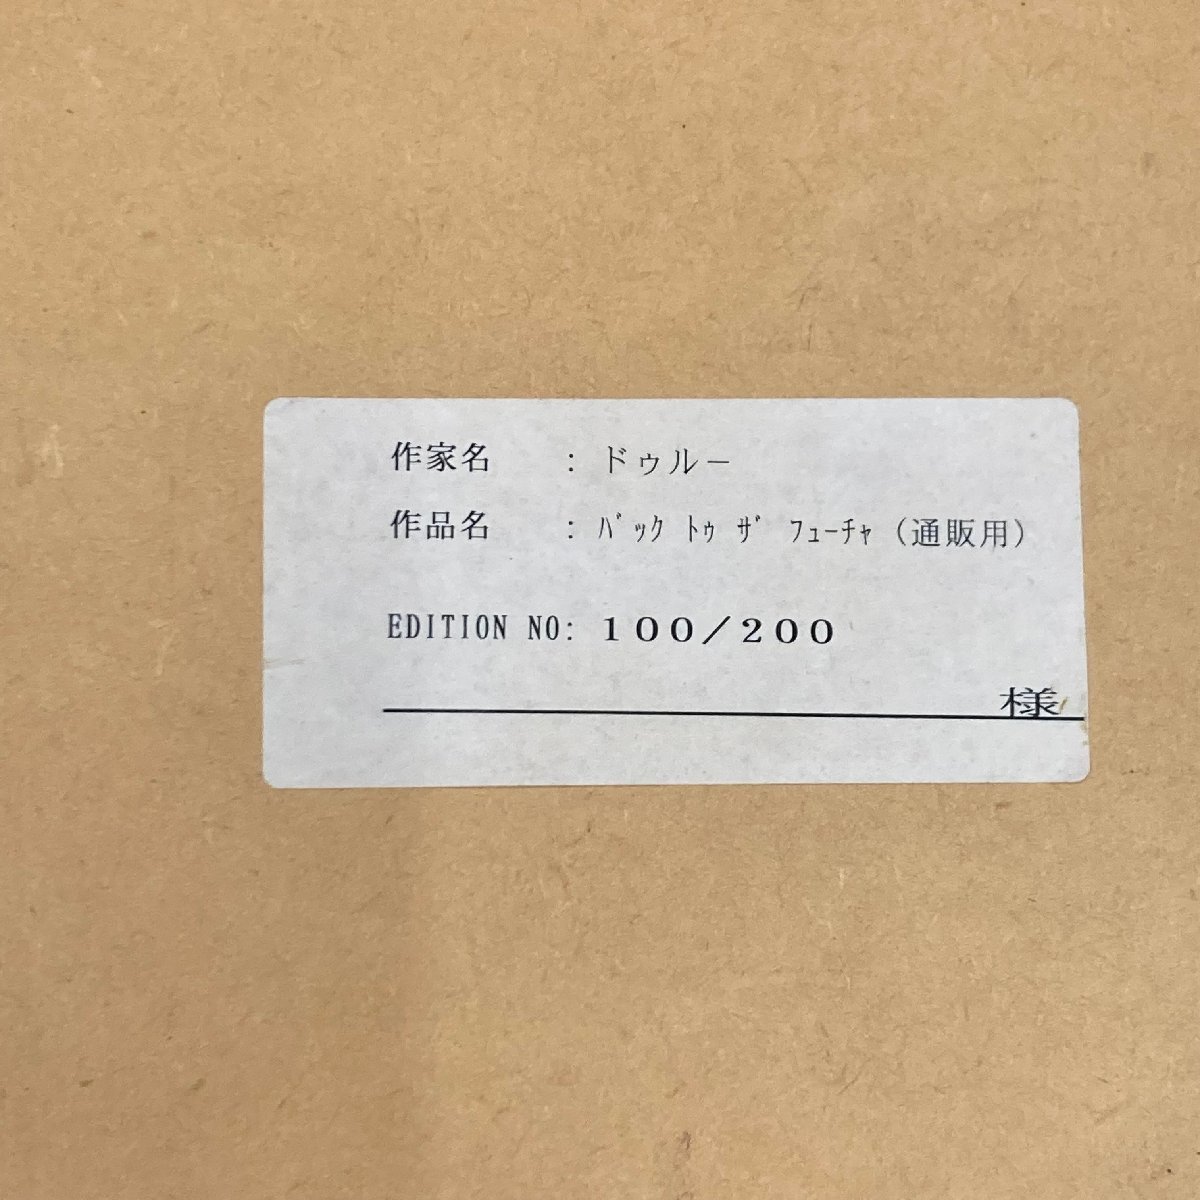 作家名　：ドゥルー
作品名　：ﾊﾞｯｸ ﾄｩ ｻﾞ ﾌｭｰﾁｬ（通販用）
EDITION NO: １００／２００
様